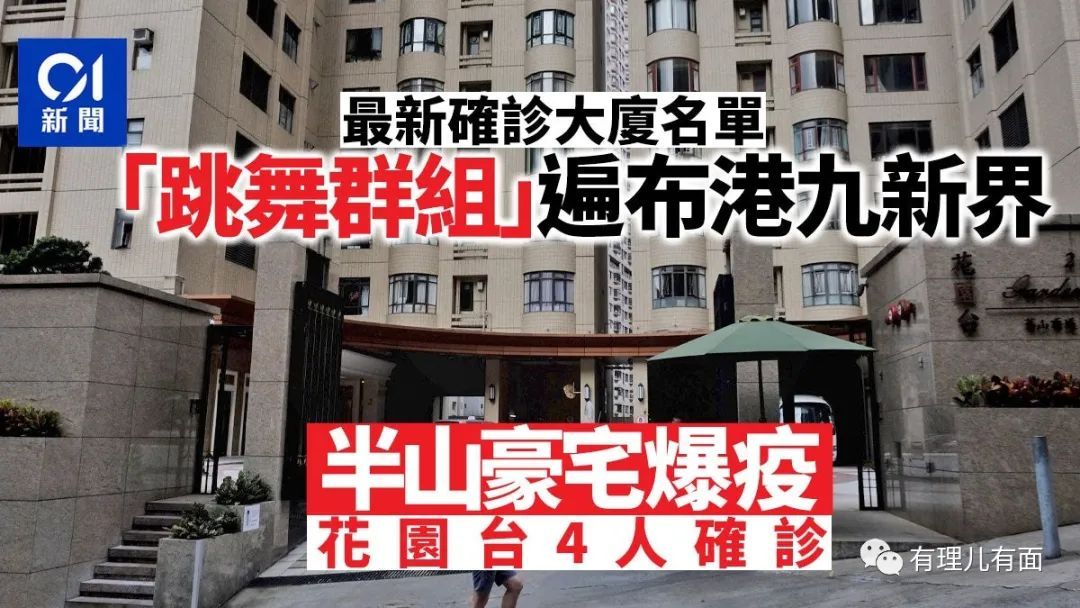 01
新聞
最新確診大廈名單
「跳舞群組」遍布港九新界
花園台
2
Garden
半山豪宅爆疫
花園台4人確診
有理儿有面